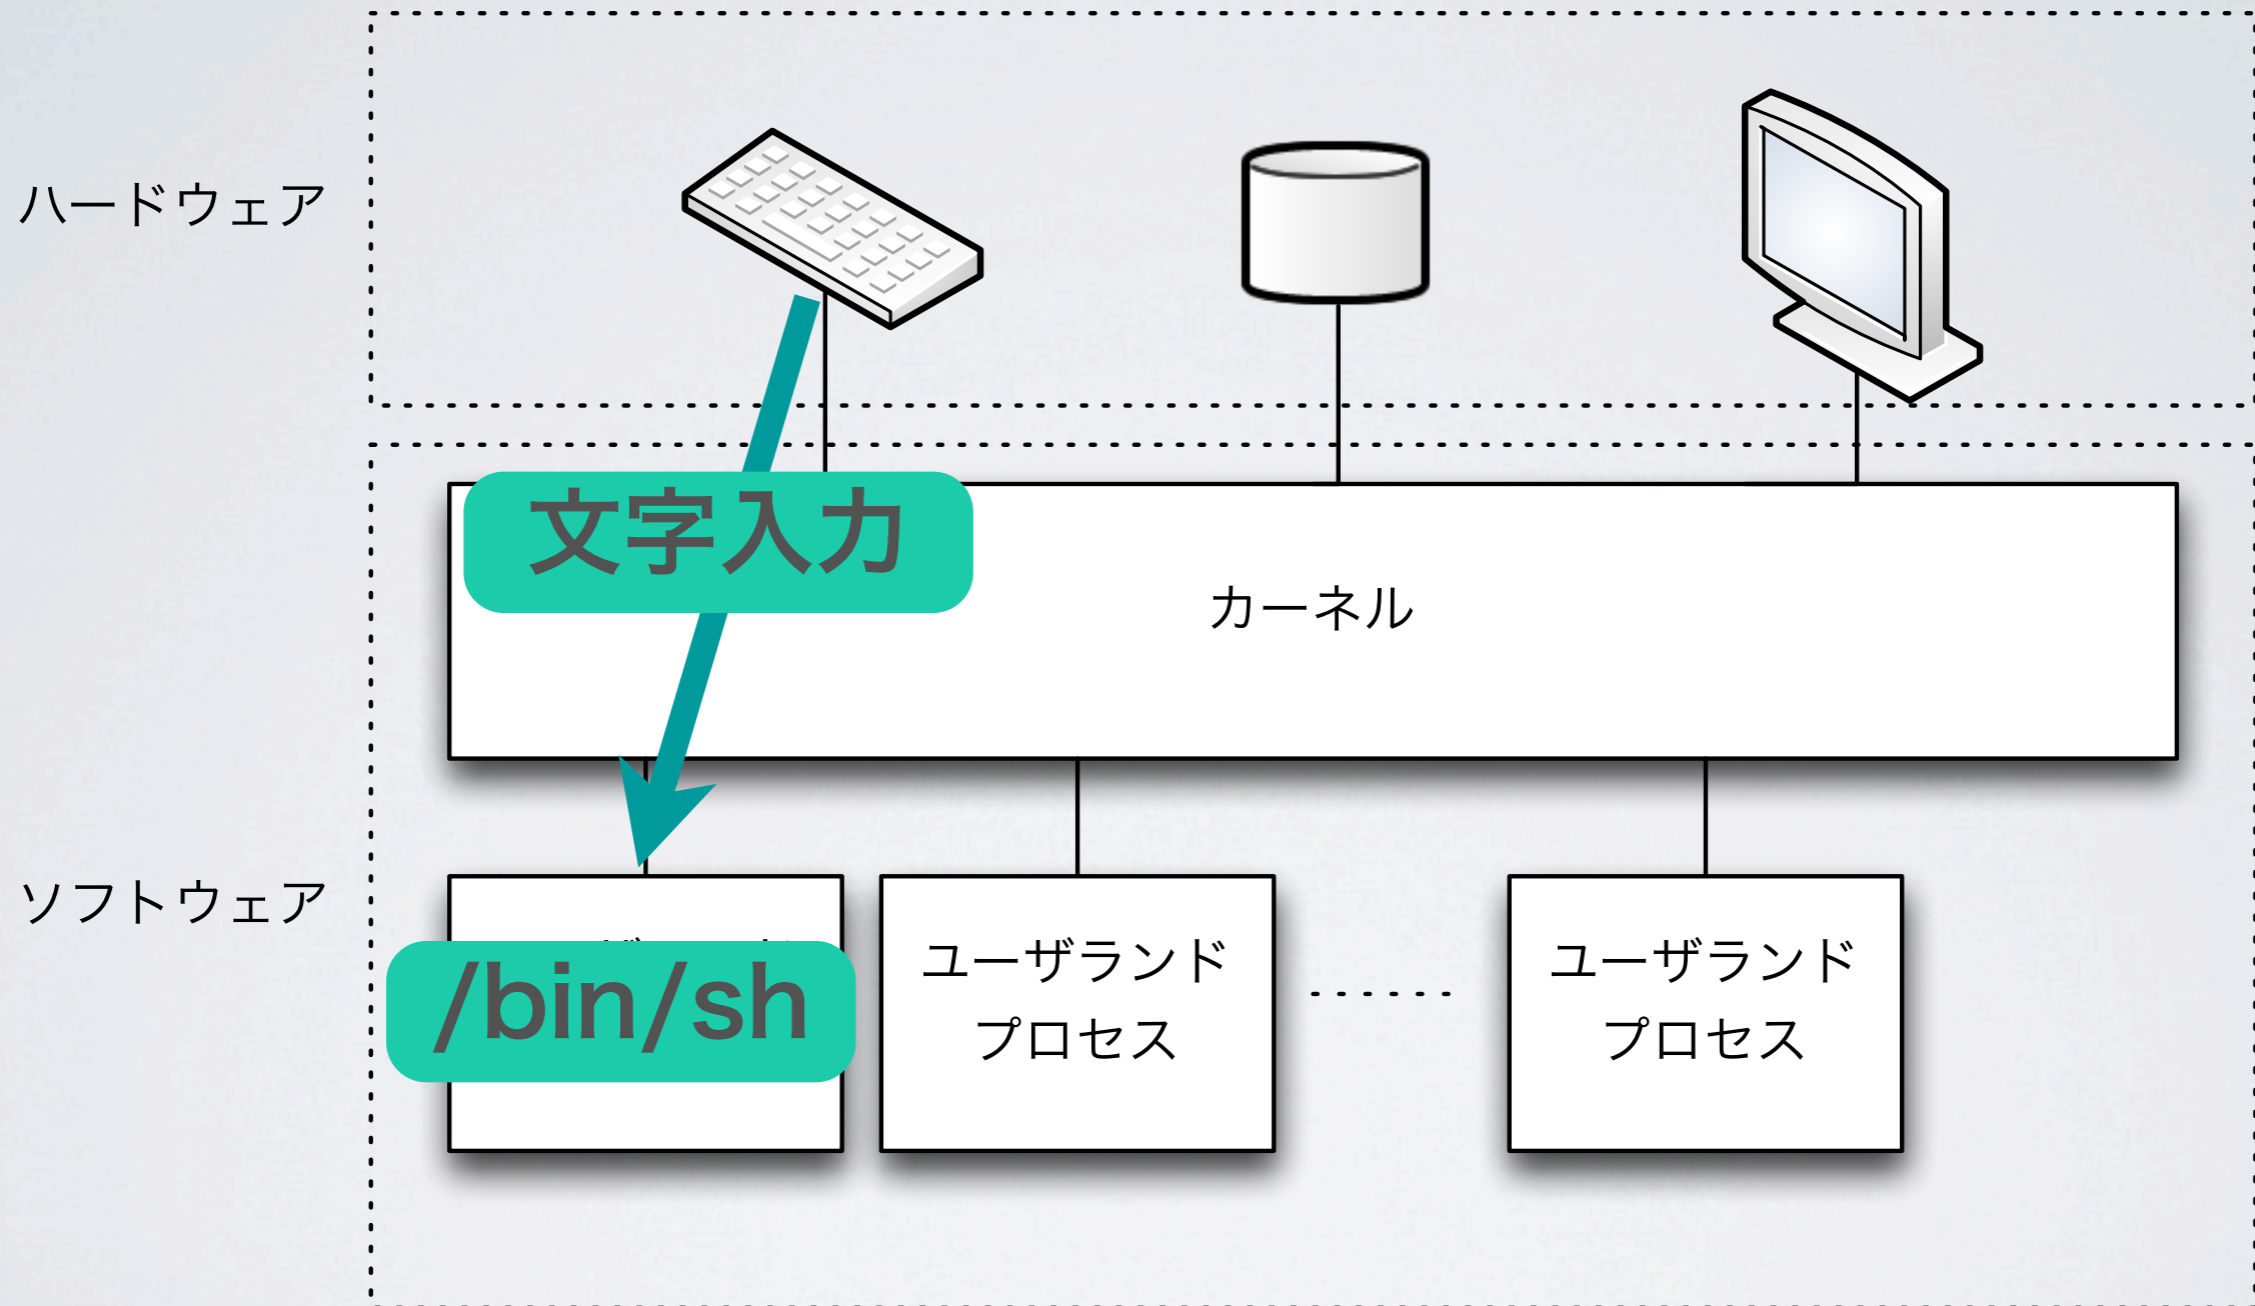 ハードウェア
文字入力
カーネル
ソフトウェア
/bin/sh
ユーザランド
プロセス
ユーザランド
プロセス